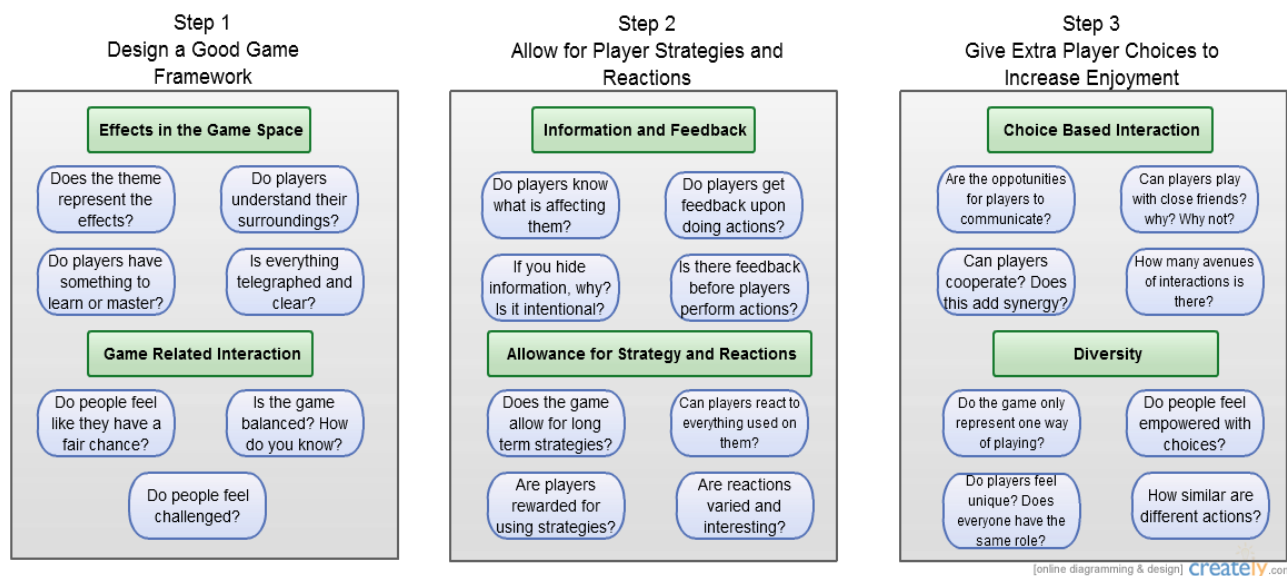 Step 1
Design a Good Game
Framework
Effects in the Game Space
Does the theme
represent the
effects?
Do players
understand their
surroundings?
Do players have
something to
learn or master?
Is everything
telegraphed and
clear?
Game Related Interaction
Do people feel
like they have a
fair chance?
Is the game
balanced? How
do you know?
Do people feel
challenged?
Step 2
Allow for Player Strategies and
Reactions
Information and Feedback
Do players know
what is affecting
them?
Do players get
feedback upon
doing actions?
If you hide
information, why?
Is it intentional?
Is there feedback
before players
perform actions?
Allowance for Strategy and Reactions
Does the game
allow for long
term strategies?
Can players react to
everything used on
them?
Are players
rewarded for
using strategies?
Are reactions
varied and
interesting?
Step 3
Give Extra Player Choices to
Increase Enjoyment
Choice Based Interaction
Are the oppotunities
for players to
communicate?
Can players play
with close friends?
why? Why not?
Can players
cooperate? Does
this add synergy?
How many avenues
of interactions is
there?
Diversity
Do the game only
represent one way
of playing?
Do people feel
empowered with
choices?
Do players feel
unique? Does
everyone have the
same role?
How similar are
different actions?
[online diagramming & design] creately.com